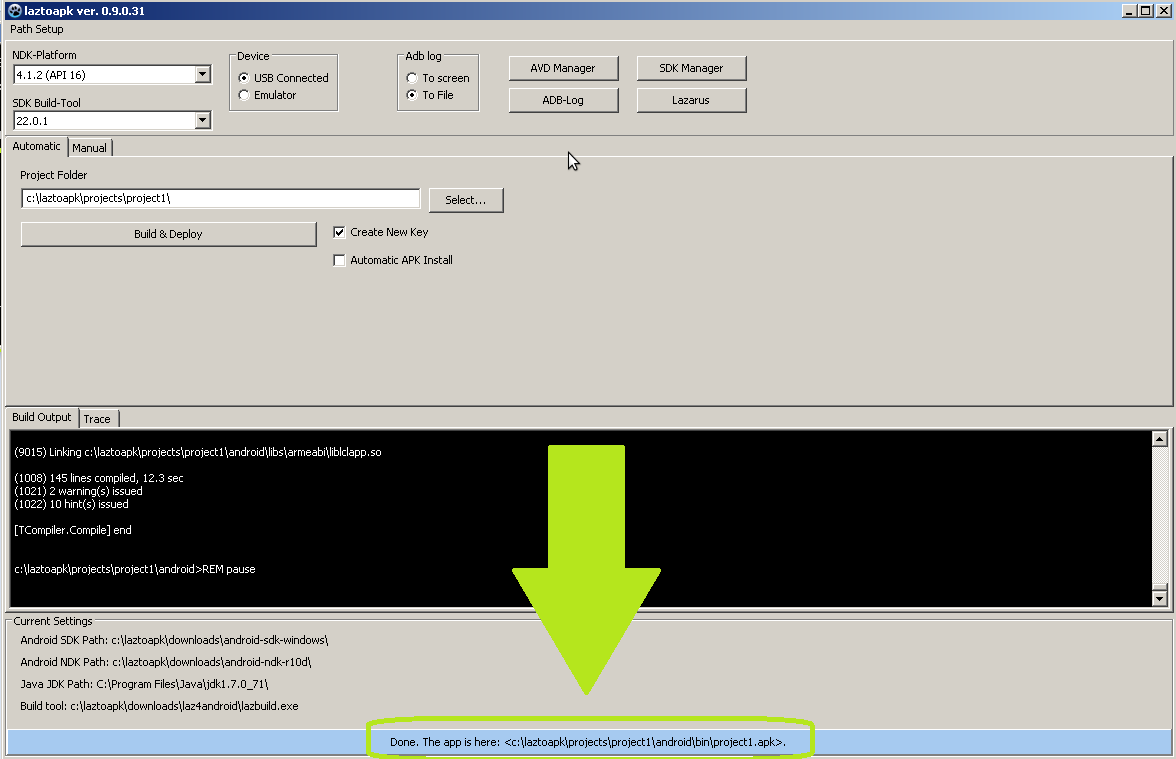 laztoapk ver. 0.9.0.31
Path Setup
NDK-Platform
4.1.2 (API 16)
SDK Build-Tool
22.0.1
Device
USB Connected
Emulator
Adb log
To screen
To File
AVD Manager
SDK Manager
ADB-Log
Lazarus
Automatic
Manual
Project Folder
c:\laztoapk\projects\project1\
Select...
Build & Deploy
Create New Key
Automatic APK Install
Build Output
Trace
(9015) Linking c:\laztoapk\projects\project1\android\libs\armeabi\liblclapp.so
(1008) 145 lines compiled, 12.3 sec
(1021) 2 warning(s) issued
(1022) 10 hint(s) issued
[TCompiler.Compile] end
c:\laztoapk\projects\project1\android>REM pause
Current Settings
Android SDK Path: c:\laztoapk\downloads\android-sdk-windows\
Android NDK Path: c:\laztoapk\downloads\android-ndk-r10d\
Java JDK Path: C:\Program Files\Java\jdk1.7.0_71\
Build tool: c:\laztoapk\downloads\laz4android\lazbuild.exe
Done. The app is here: <c:\laztoapk\projects\project1\android\bin\project1.apk>.